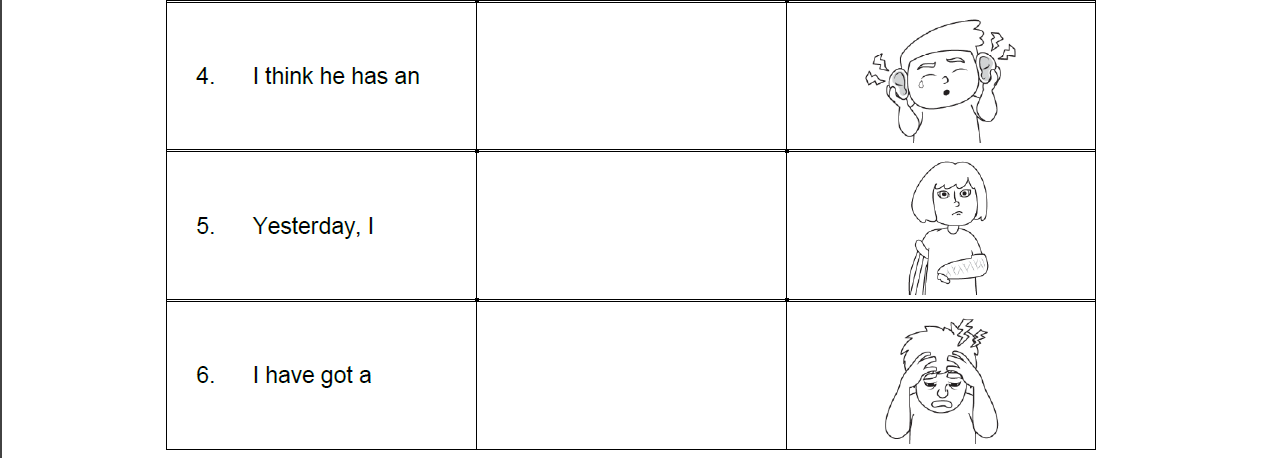 4. I think he has an
5. Yesterday, I
6. I have got a